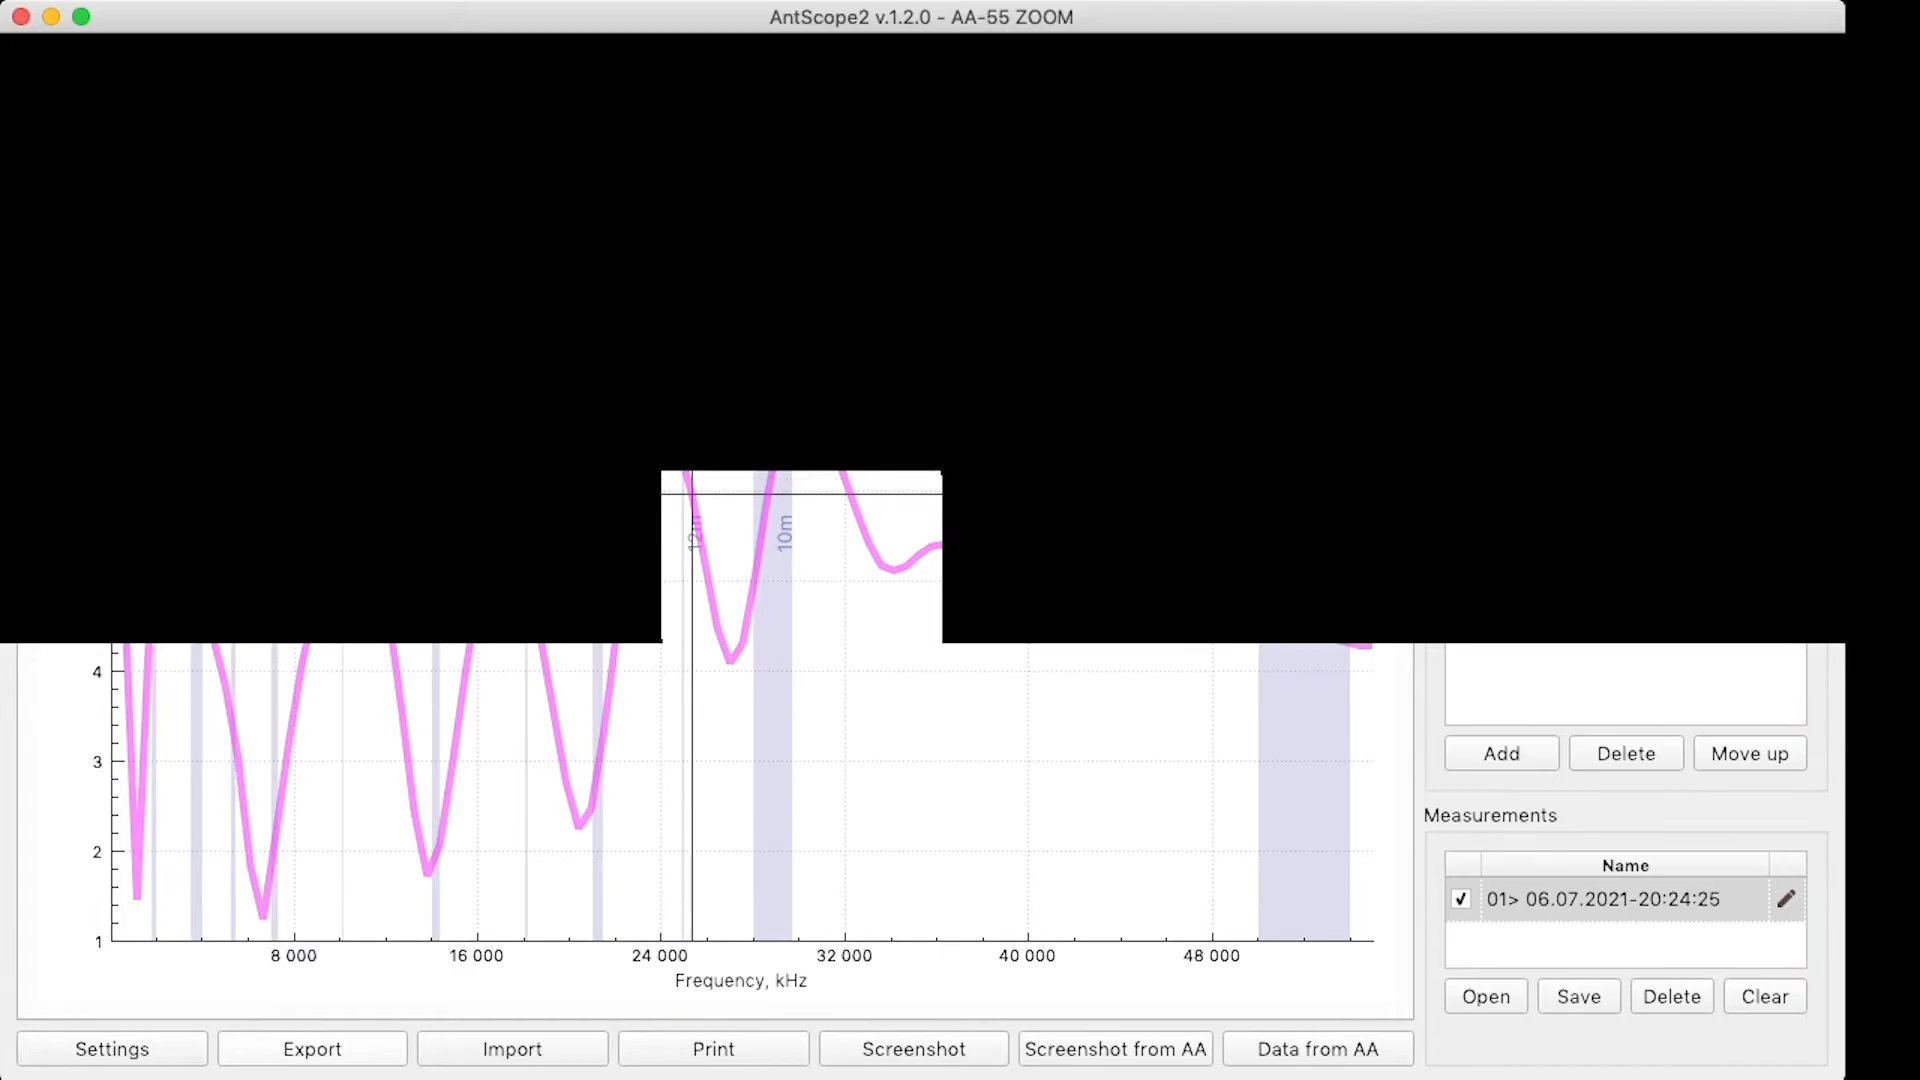 AntScope2 v.1.2.0 - AA-55 ZOOM
12m
10m
4
3
2
1
8 000
16 000
24 000
32 000
40 000
48 000
Frequency, kHz
Add
Delete
Move up
Measurements
Name
01> 06.07.2021-20:24:25
Open
Save
Delete
Clear
Settings
Export
Import
Print
Screenshot
Screenshot from AA
Data from AA